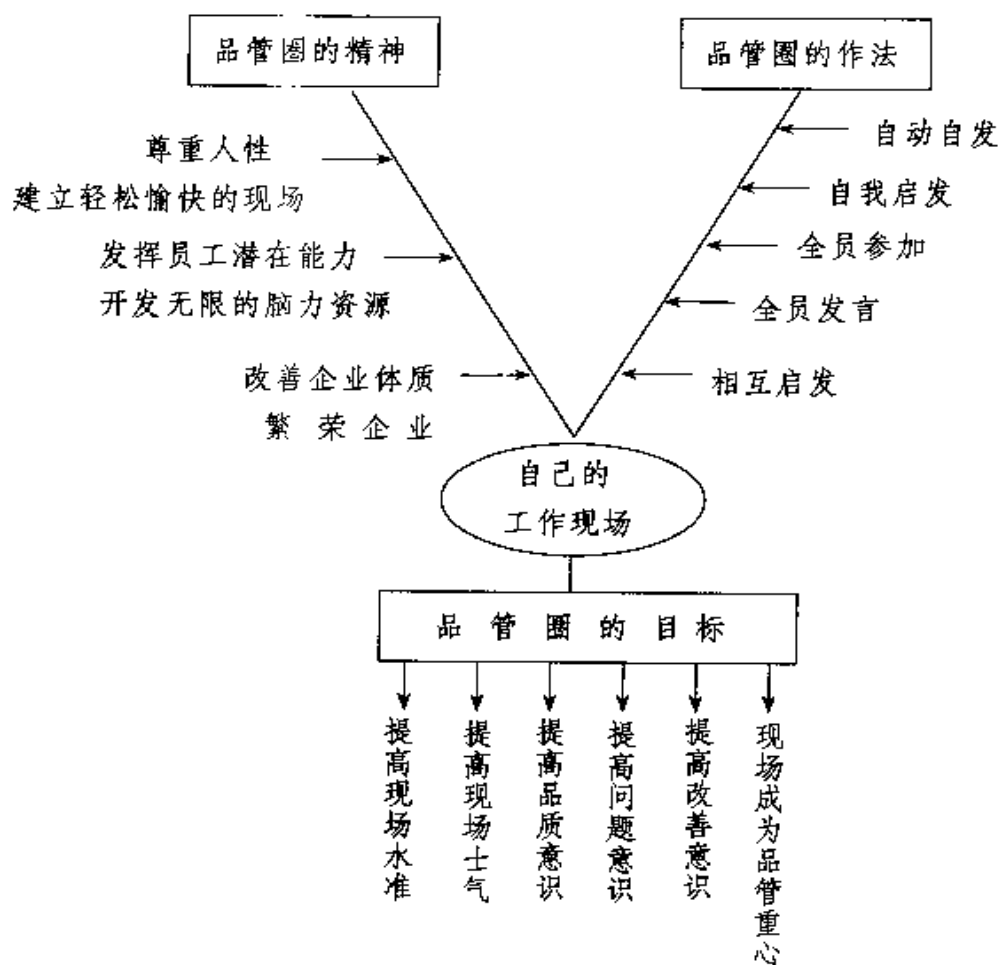 品管圈的精神
品管圈的作法
尊重人性
建立轻松愉快的现场
发挥员工潜在能力
开发无限的脑力资源
改善企业体质
繁荣企业
自动自发
自我启发
全员参加
全员发言
相互启发
自己的
工作现场
品管圈的目标
提高现场水准
提高现场士气
提高品质意识
提高问题意识
提高改善意识
现场成为品管重心